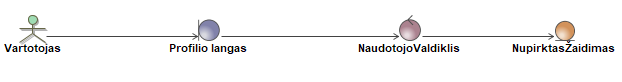 Vartotojas
Profilio langas
NaudotojoValdiklis
NupirktasŽaidimas